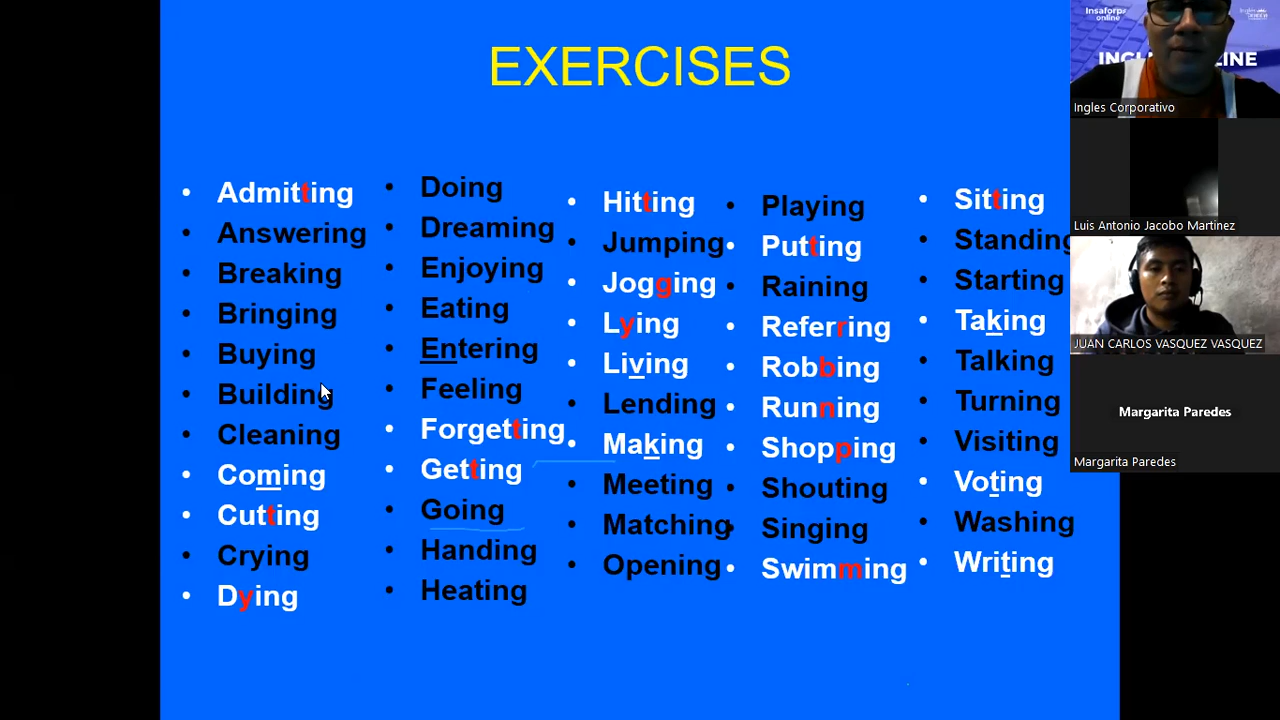 EXERCISES
Admitting
Answering
Breaking
Bringing
Buying
Building
Cleaning
Coming
Cutting
Crying
Dying
Doing
Dreaming
Enjoying
Eating
Entering
Feeling
Forgetting
Getting
Going
Handing
Heating
Hitting
Jumping
Jogging
Lying
Living
Lending
Making
Meeting
Matching
Opening
Playing
Putting
Raining
Referring
Robbing
Running
Shopping
Shouting
Singing
Swimming
Sitting
Standing
Starting
Taking
Talking
Turning
Visiting
Voting
Washing
Writing
Insaforp
online
Ingles Corporativo
Luis Antonio Jacobo Martinez
JUAN CARLOS VASQUEZ VASQUEZ
Margarita Paredes
Margarita Paredes